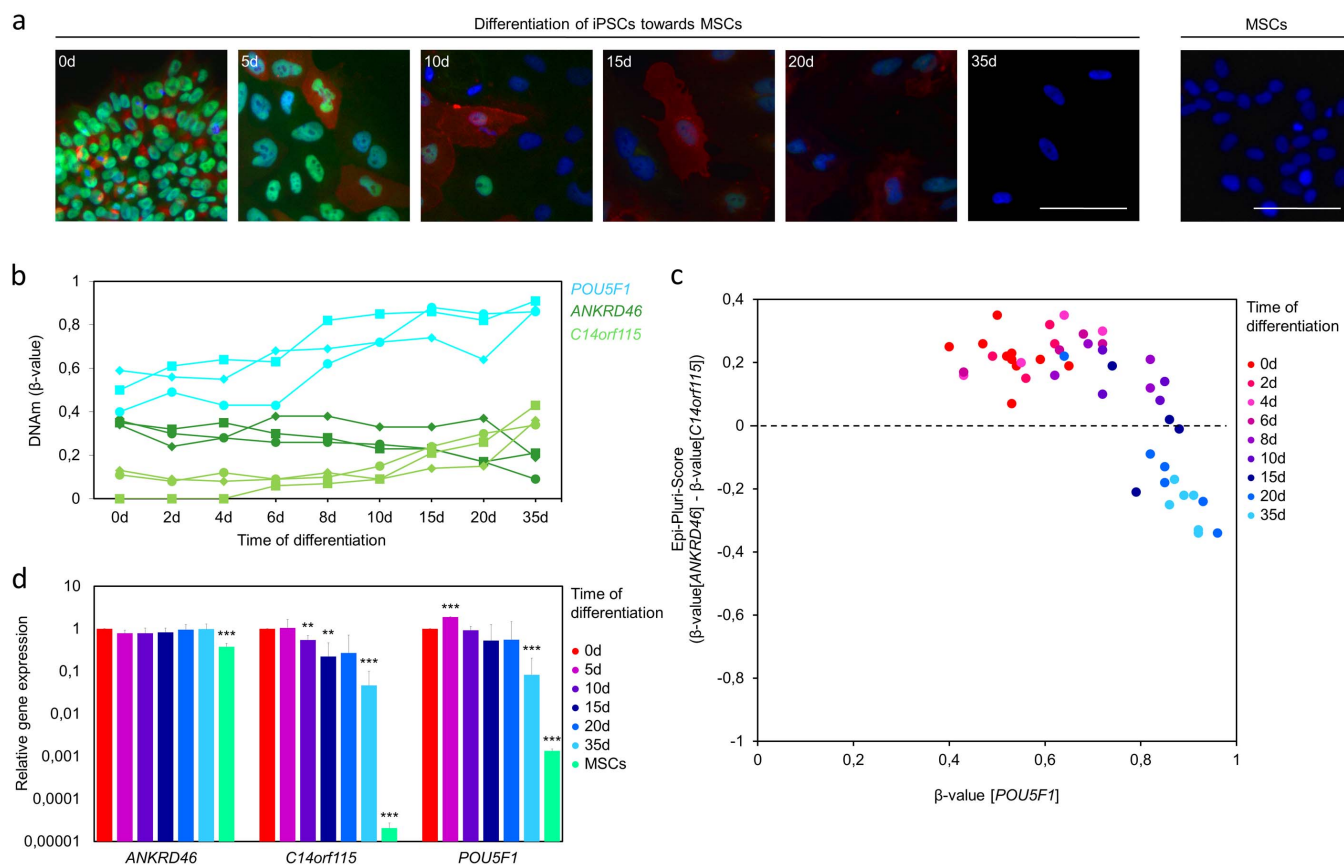 a
Differentiation of iPSCs towards MSCs
MSCs
0d
5d
10d
15d
20d
35d
b
1
0,8
0,6
0,4
0,2
0
DNAm (β-value)
0d 2d 4d 6d 8d 10d 15d 20d 35d
Time of differentiation
POU5F1
ANKRD46
C14orf115
c
0,4
0,2
0
-0,2
-0,4
-0,6
-0,8
-1
Epi-Pluri-Score
(β-value[ANKRD46] - β-value[C14orf115])
0 0,2 0,4 0,6 0,8 1
β-value [POU5F1]
Time of
differentiation
0d
2d
4d
6d
8d
10d
15d
20d
35d
d
10
1
0,1
0,01
0,001
0,0001
0,00001
Relative gene expression
***
**
**
***
***
***
***
***
ANKRD46 C14orf115 POU5F1
Time of
differentiation
0d
5d
10d
15d
20d
35d
MSCs